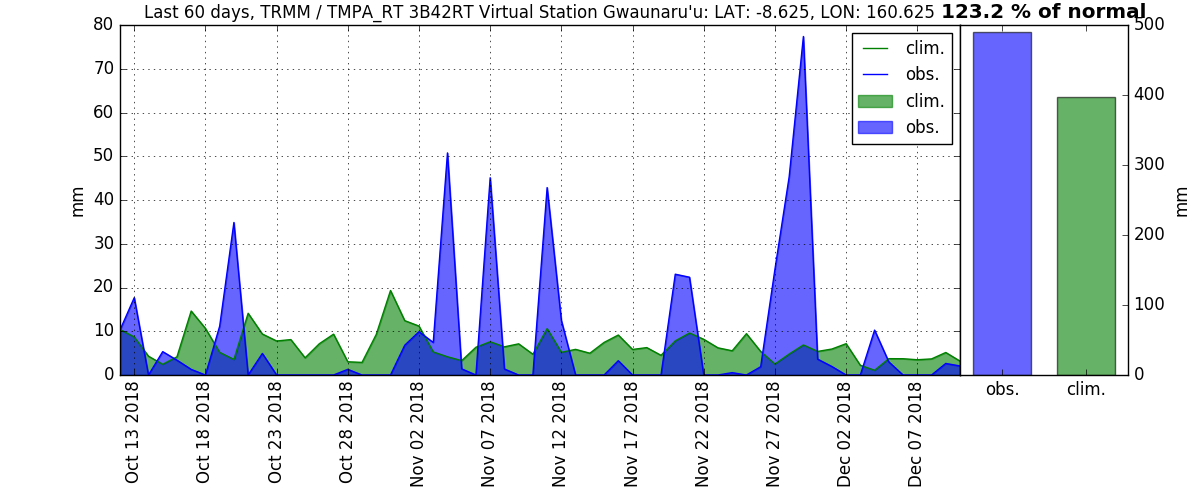 Last 60 days, TRMM / TMPA_RT 3B42RT Virtual Station Gwaunaru'u: LAT: -8.625, LON: 160.625 123.2 % of normal
80
70
60
50
40
30
20
10
0
mm
clim.
obs.
clim.
obs.
Oct 13 2018
Oct 18 2018
Oct 23 2018
Oct 28 2018
Nov 02 2018
Nov 07 2018
Nov 12 2018
Nov 17 2018
Nov 22 2018
Nov 27 2018
Dec 02 2018
Dec 07 2018
500
400
300
200
100
0
mm
obs. clim.